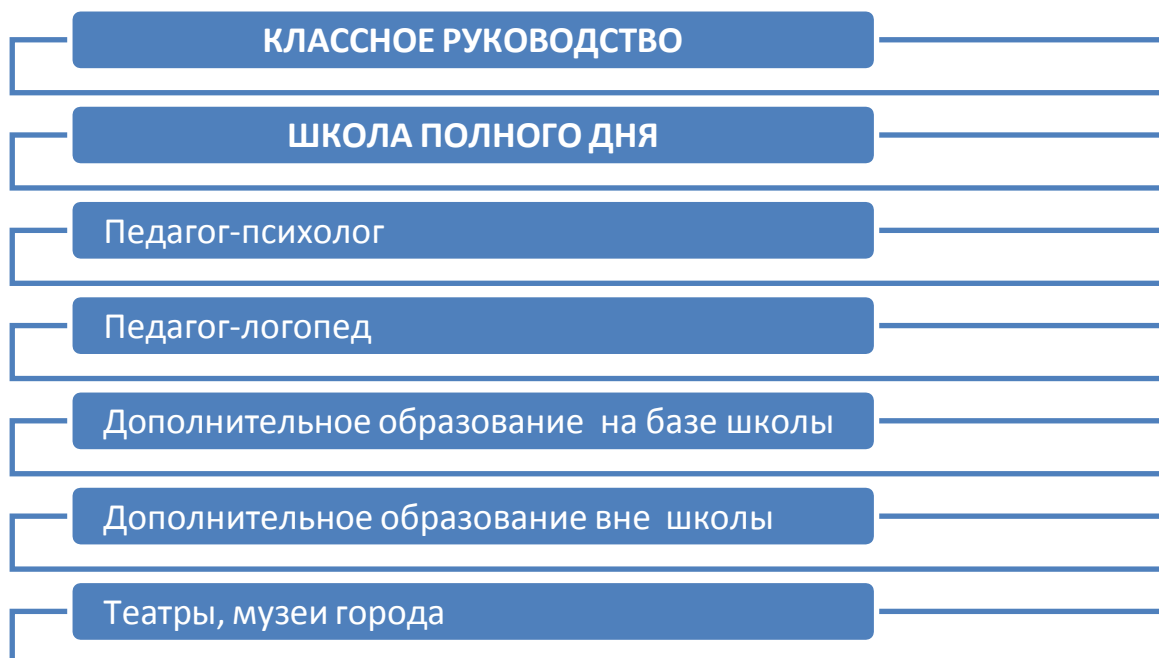 КЛАССНОЕ РУКОВОДСТВО
ШКОЛА ПОЛНОГО ДНЯ
Педагог-психолог
Педагог-логопед
Дополнительное образование на базе школы
Дополнительное образование вне школы
Театры, музеи города